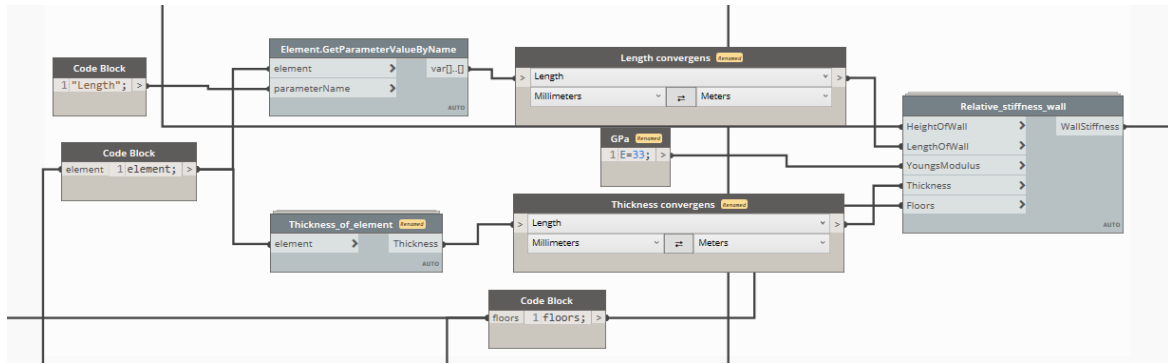 Element.GetParameterValueByName
element > var[]..[]
parameterName >
AUTO
Code Block
1 "Length"; >
Length convergens Renamed
> Length >
Millimeters ⇄ Meters
Relative_stiffness_wall
HeightOfWall > WallStiffness
LengthOfWall >
YoungsModulus >
Thickness >
Floors >
AUTO
GPa Renamed
1 E=33; >
Code Block
element 1 element; >
Thickness_of_element Renamed
element > Thickness
AUTO
Thickness convergens Renamed
> Length >
Millimeters ⇄ Meters
Code Block
floors 1 floors; >